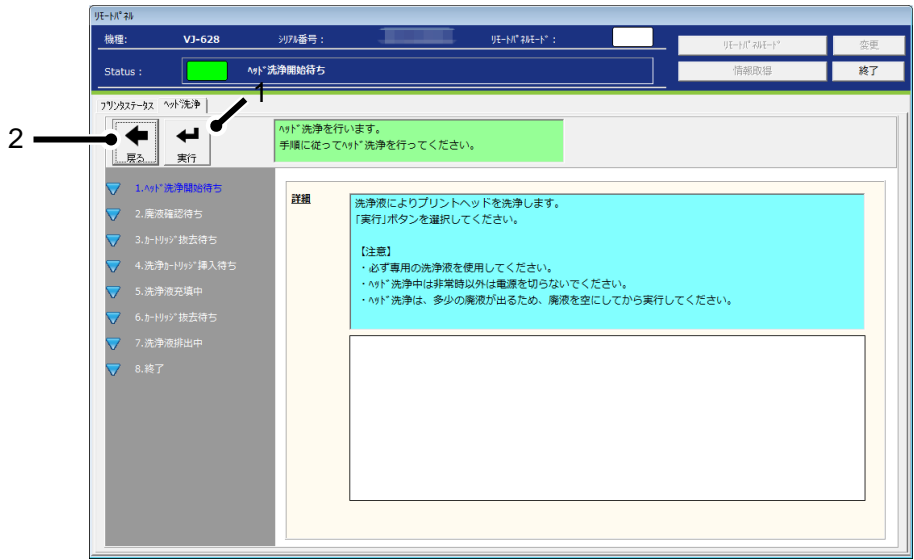 ﾘﾓｰﾄﾊﾟﾈﾙ
機種: VJ-628 ｼﾘｱﾙ番号： ﾘﾓｰﾄﾊﾟﾈﾙﾓｰﾄﾞ：
ﾘﾓｰﾄﾊﾟﾈﾙﾓｰﾄﾞ 変更
Status： ﾍｯﾄﾞ洗浄開始待ち
情報取得 終了
ﾌﾟﾘﾝﾀｽﾃｰﾀｽ ﾍｯﾄﾞ洗浄
1
2
戻る 実行
ﾍｯﾄﾞ洗浄を行います。
手順に従ってﾍｯﾄﾞ洗浄を行ってください。
1.ﾍｯﾄﾞ洗浄開始待ち
2.廃液確認待ち
3.ｶｰﾄﾘｯｼﾞ抜去待ち
4.洗浄ｶｰﾄﾘｯｼﾞ挿入待ち
5.洗浄液充填中
6.ｶｰﾄﾘｯｼﾞ抜去待ち
7.洗浄液排出中
8.終了
詳細
洗浄液によりプリントヘッドを洗浄します。
「実行」ボタンを選択してください。
【注意】
・必ず専用の洗浄液を使用してください。
・ﾍｯﾄﾞ洗浄中は非常時以外は電源を切らないでください。
・ﾍｯﾄﾞ洗浄は、多少の廃液が出るため、廃液を空にしてから実行してください。